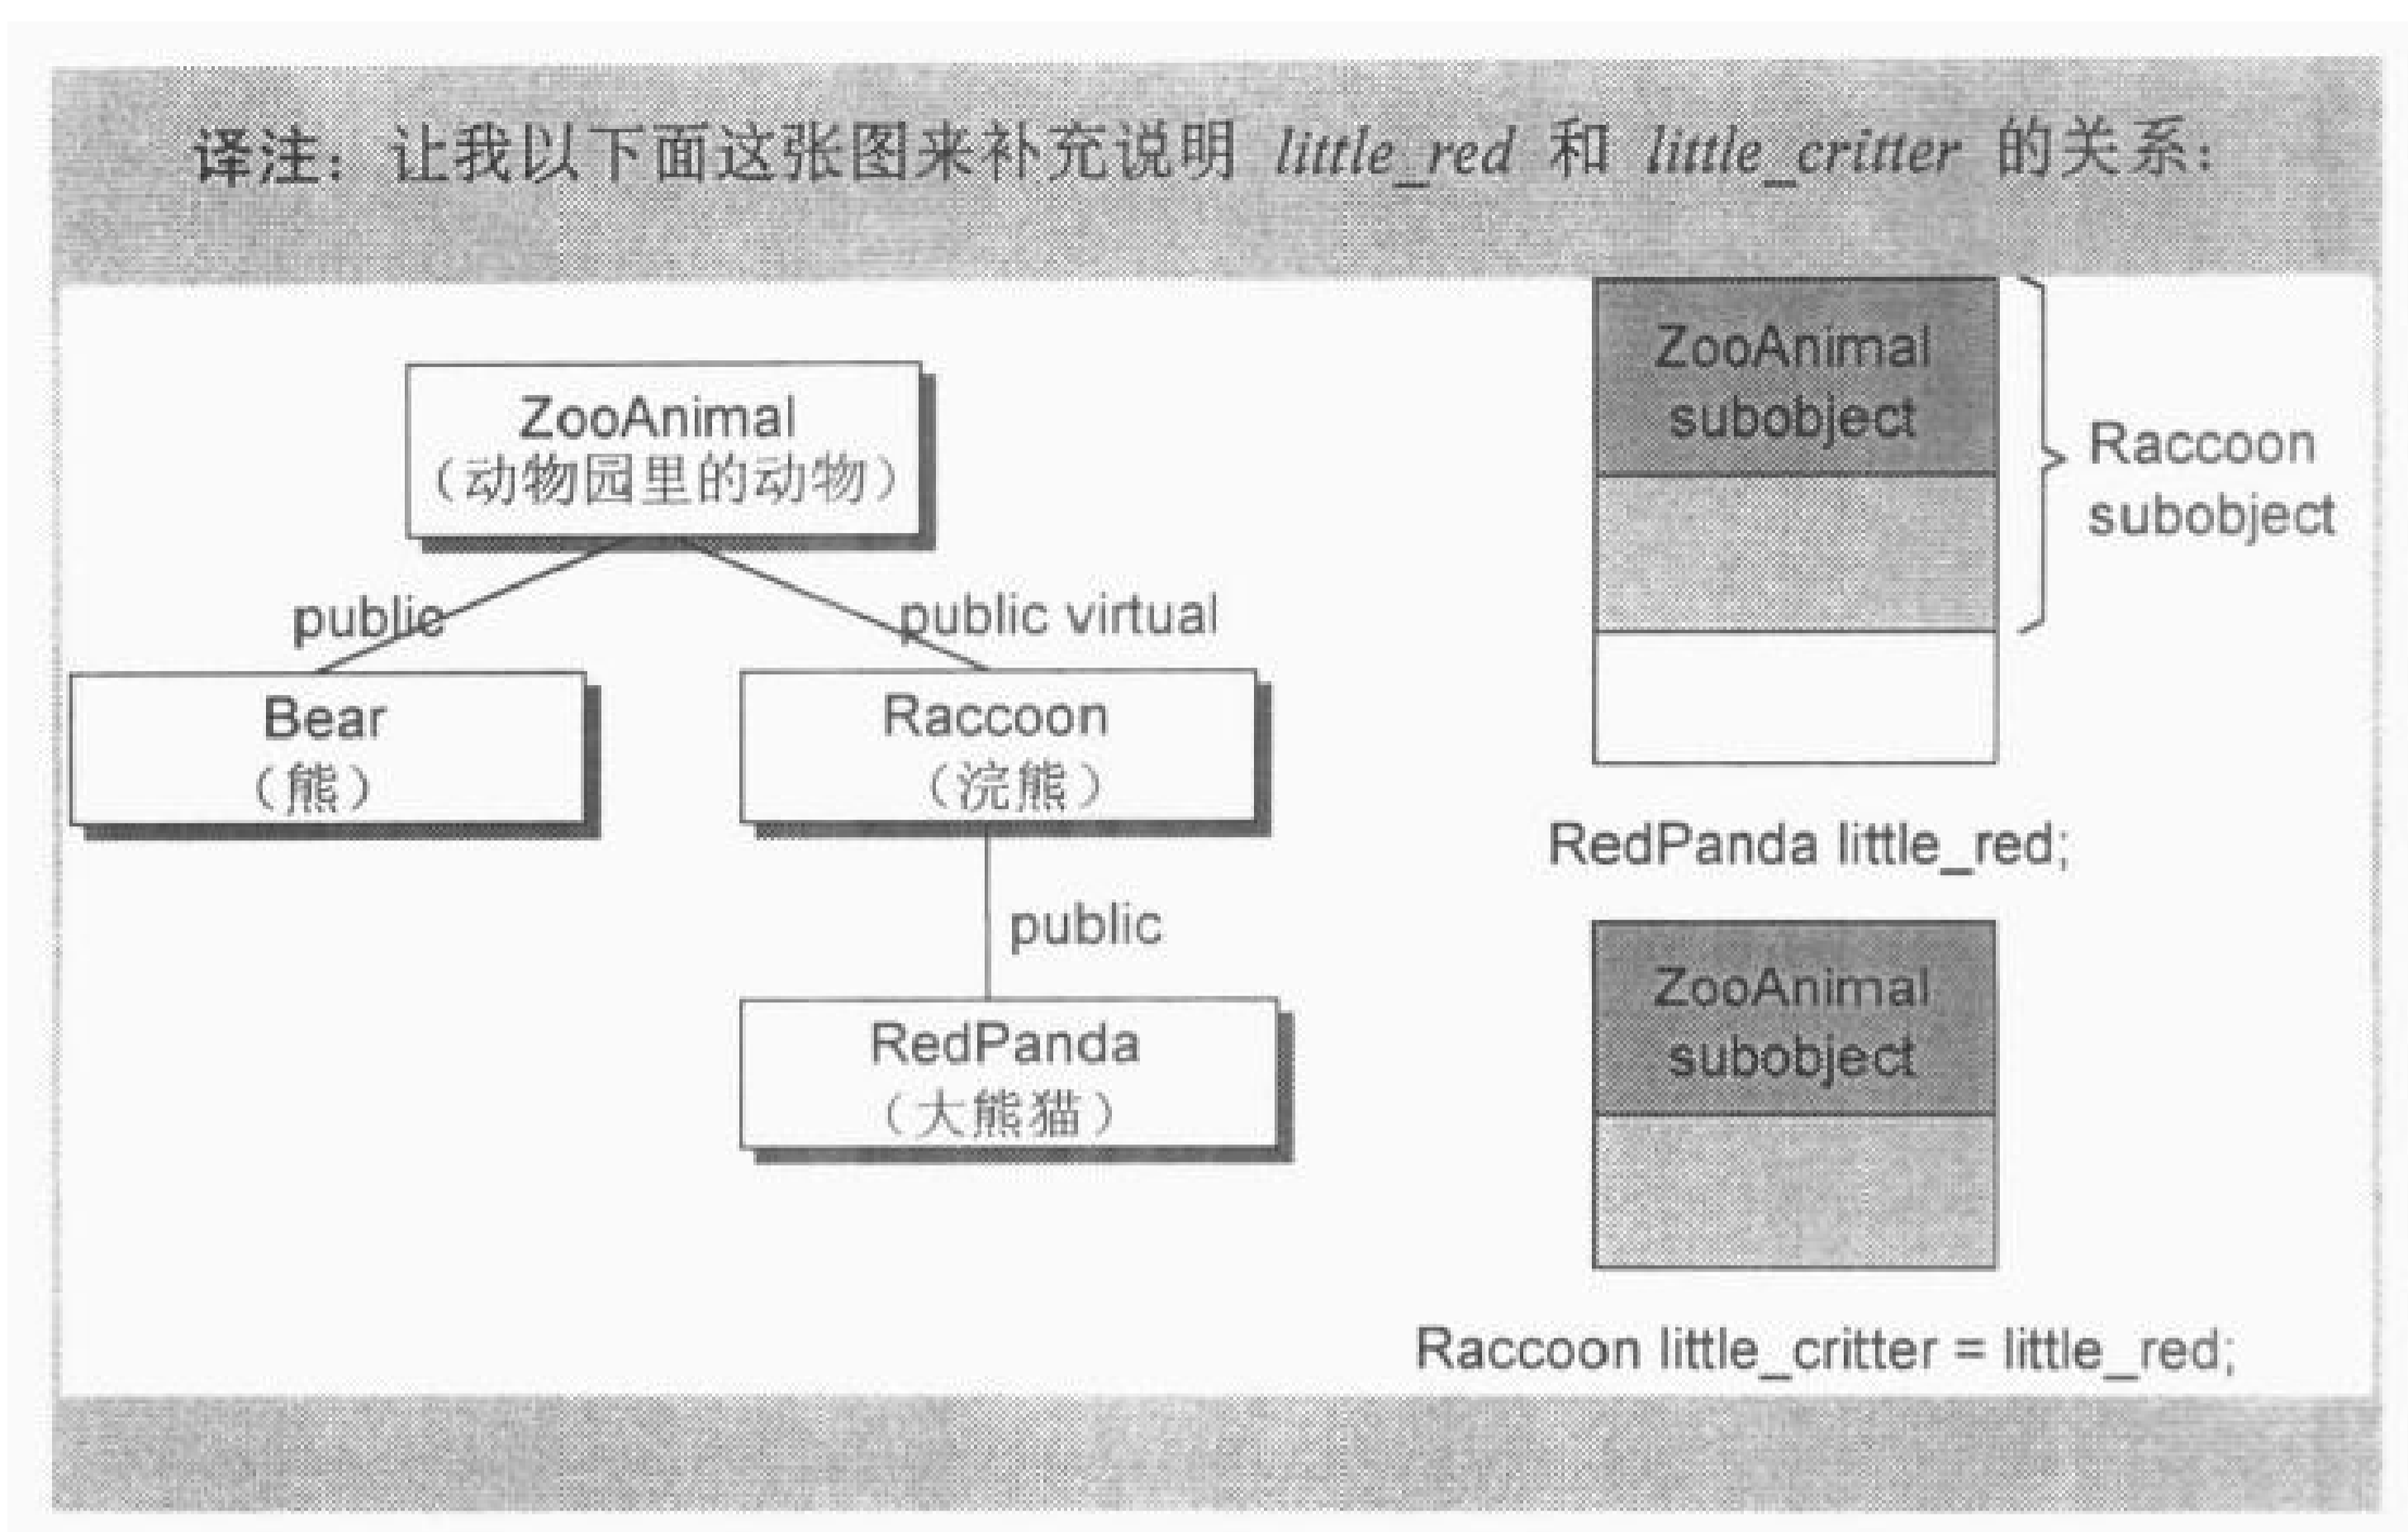 译注：让我以下面这张图来补充说明 little_red 和 little_critter 的关系：
ZooAnimal
（动物园里的动物）
public
public virtual
Bear
（熊）
Raccoon
（浣熊）
public
RedPanda
（大熊猫）
ZooAnimal
subobject
Raccoon
subobject
RedPanda little_red;
ZooAnimal
subobject
Raccoon little_critter = little_red;